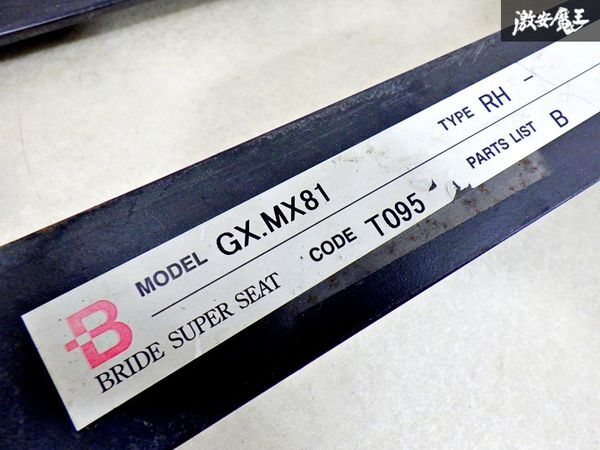 激安魔王
MODEL GX.MX81 TYPE RH -
BRIDE SUPER SEAT CODE T095 PARTS LIST B